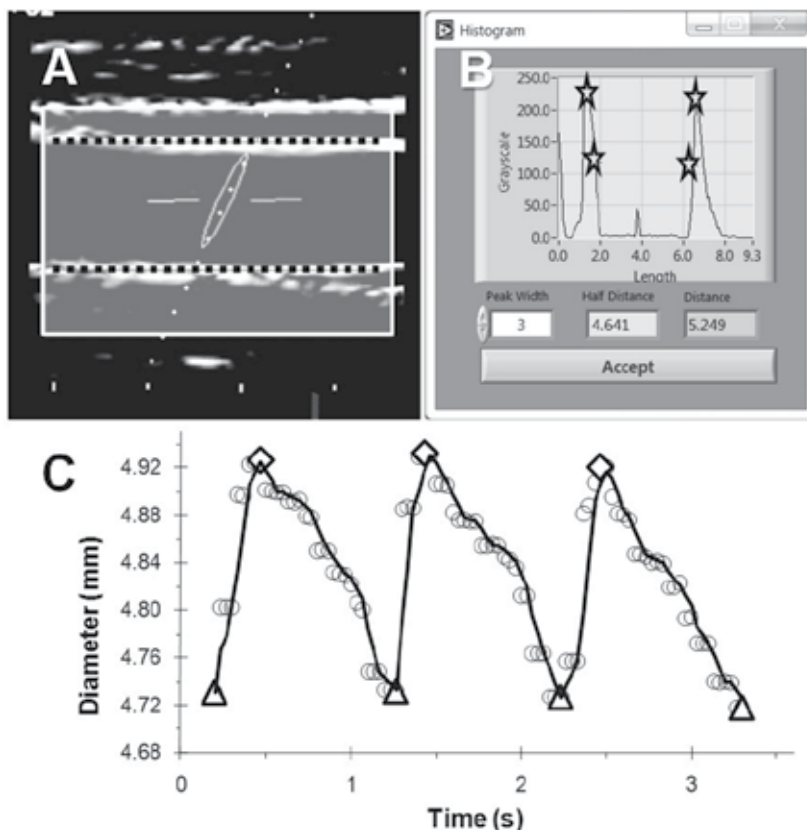 A
Histogram
B
250.0
200.0
150.0
100.0
50.0
0.0
Grayscale
0.0 2.0 4.0 6.0 8.0 9.3
Length
Peak Width Half Distance Distance
3 4.641 5.249
Accept
C
4.92
4.88
4.84
4.80
4.76
4.72
4.68
Diameter (mm)
0 1 2 3
Time (s)